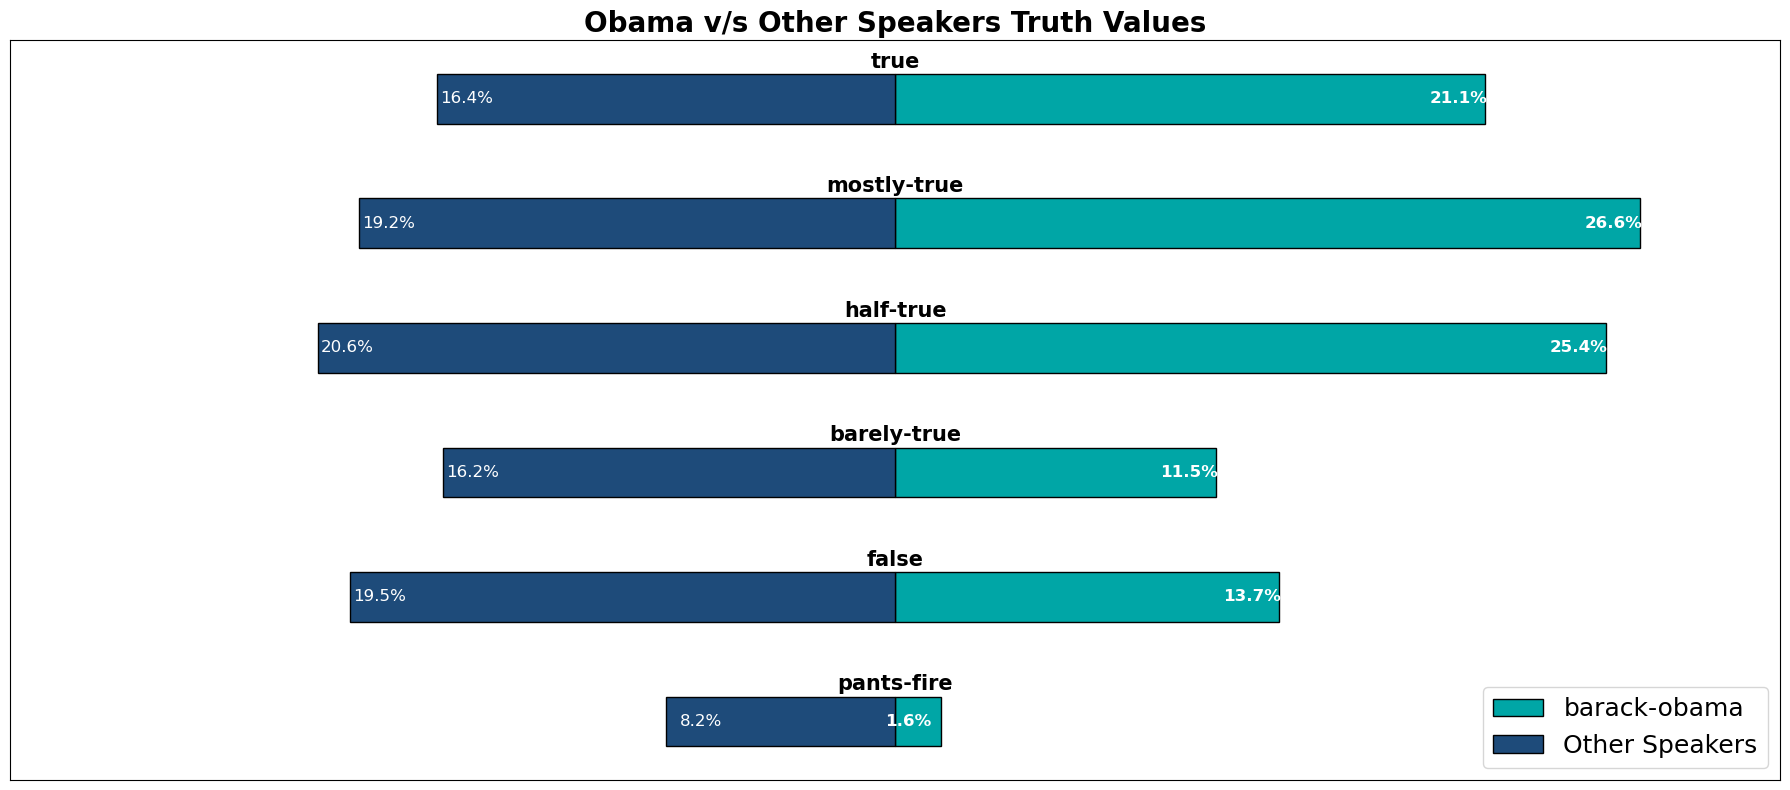 Obama v/s Other Speakers Truth Values
true
16.4% 21.1%
mostly-true
19.2% 26.6%
half-true
20.6% 25.4%
barely-true
16.2% 11.5%
false
19.5% 13.7%
pants-fire
8.2% 1.6%
barack-obama
Other Speakers